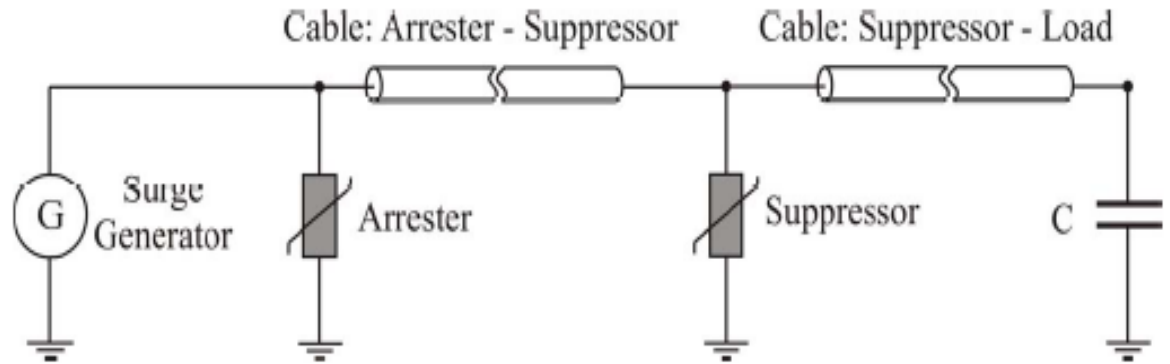 Cable: Arrester - Suppressor
Cable: Suppressor - Load
G
Surge
Generator
Arrester
Suppressor
C